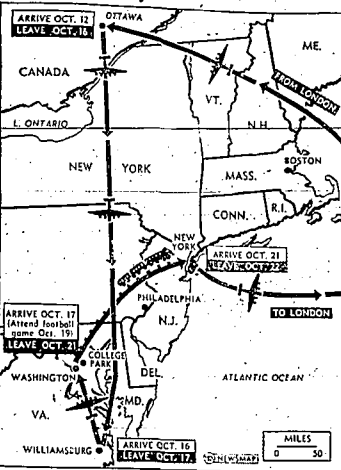 ARRIVE OCT. 12
LEAVE OCT. 16
OTTAWA
ME.
CANADA
VT.
FROM LONDON
L. ONTARIO
N.H.
NEW YORK
BOSTON
MASS.
CONN.
R.I.
NEW
YORK
ARRIVE OCT. 21
LEAVE OCT. 22
PHILADELPHIA
N.J.
TO LONDON
ARRIVE OCT. 17
(Attend football
game Oct. 19)
LEAVE OCT. 21
COLLEGE
PARK
WASHINGTON
DEL.
MD.
ATLANTIC OCEAN
VA.
WILLIAMSBURG
ARRIVE OCT. 16
LEAVE OCT. 17
NEWSMAP
MILES
0 50